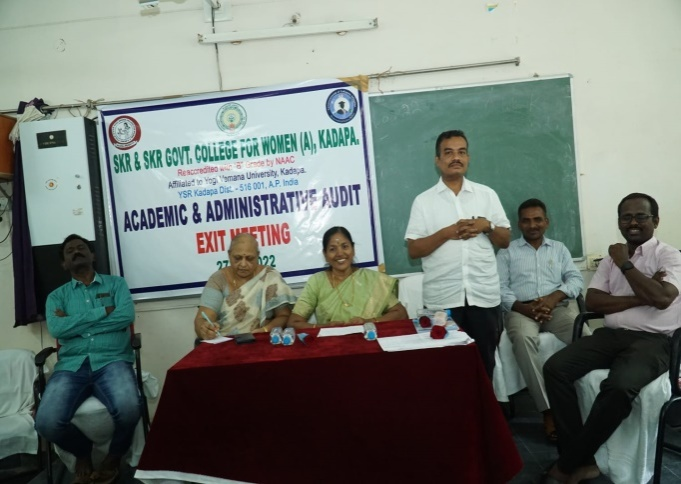 SKR & SKR GOVT. COLLEGE FOR WOMEN (A), KADAPA.
Reaccredited with 'B' Grade by NAAC
Affiliated to Yogi Vemana University, Kadapa.
YSR Kadapa Dist. - 516 001, A.P, India
ACADEMIC & ADMINISTRATIVE AUDIT
EXIT MEETING
2022